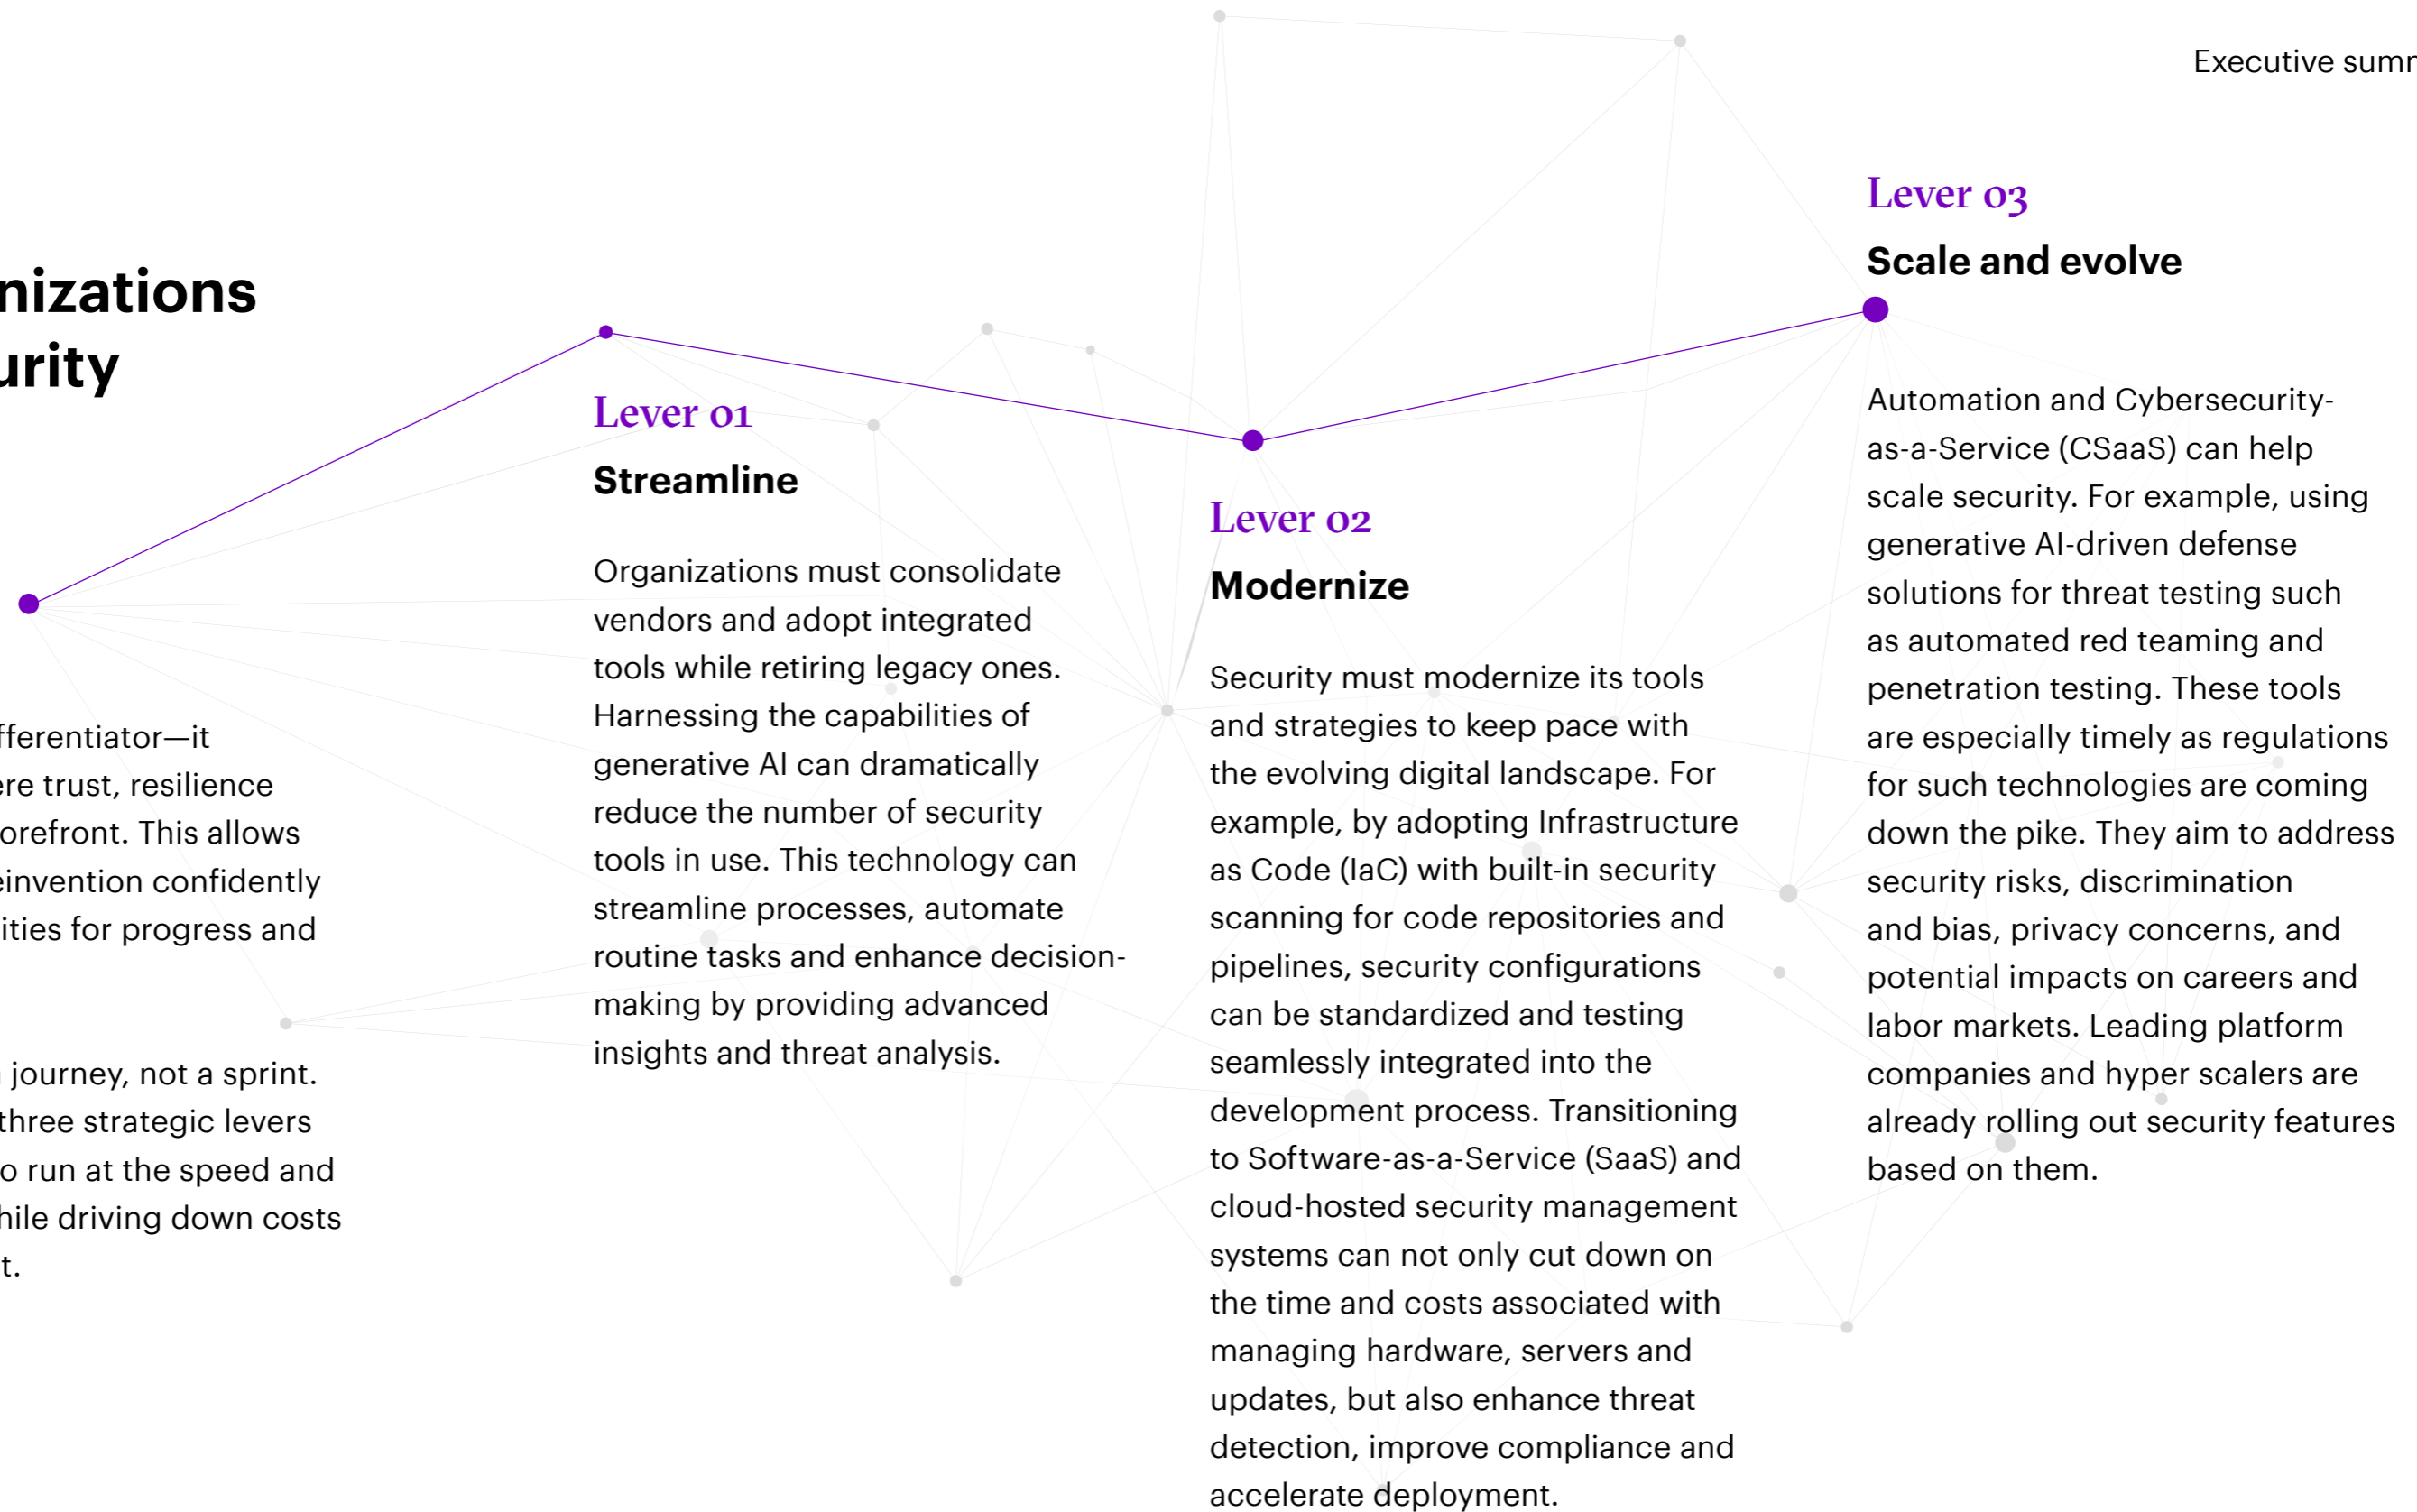 Executive
nizations
urity
fferentiator—it
ere trust, resilience
orefront. This allows
einvention confidently
ities for progress and
journey, not a sprint.
three strategic levers
o run at the speed and
hile driving down costs
t.
Lever 01
Streamline
Organizations must consolidate
vendors and adopt integrated
tools while retiring legacy ones.
Harnessing the capabilities of
generative AI can dramatically
reduce the number of security
tools in use. This technology can
streamline processes, automate
routine tasks and enhance decision-
making by providing advanced
insights and threat analysis.
Lever 02
Modernize
Security must modernize its tools
and strategies to keep pace with
the evolving digital landscape. For
example, by adopting Infrastructure
as Code (IaC) with built-in security
scanning for code repositories and
pipelines, security configurations
can be standardized and testing
seamlessly integrated into the
development process. Transitioning
to Software-as-a-Service (SaaS) and
cloud-hosted security management
systems can not only cut down on
the time and costs associated with
managing hardware, servers and
updates, but also enhance threat
detection, improve compliance and
accelerate deployment.
Lever 03
Scale and evolve
Automation and Cybersecurity-
as-a-Service (CSaaS) can help
scale security. For example, using
generative AI-driven defense
solutions for threat testing such
as automated red teaming and
penetration testing. These tools
are especially timely as regulations
for such technologies are coming
down the pike. They aim to address
security risks, discrimination
and bias, privacy concerns, and
potential impacts on careers and
labor markets. Leading platform
companies and hyper scalers are
already rolling out security features
based on them.